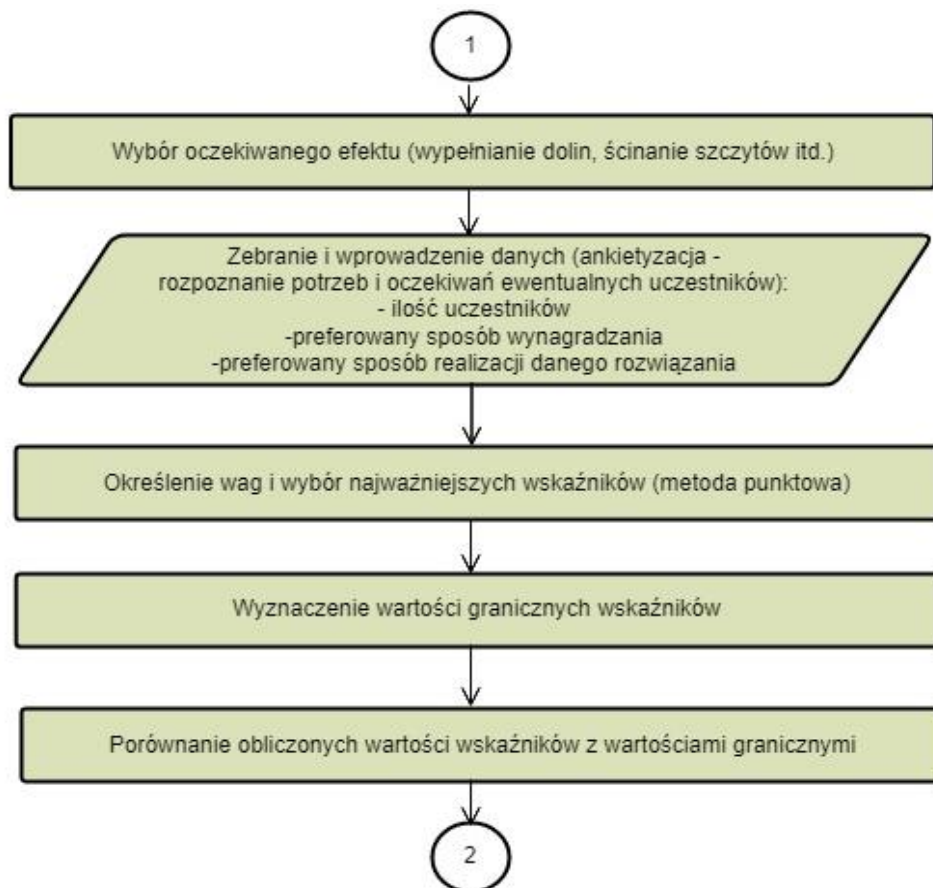 1
Wybór oczekiwanego efektu (wypełnianie dolin, ścinanie szczytów itd.)
Zebranie i wprowadzenie danych (ankietyzacja -
rozpoznanie potrzeb i oczekiwań ewentualnych uczestników):
- ilość uczestników
-preferowany sposób wynagradzania
-preferowany sposób realizacji danego rozwiązania
Określenie wag i wybór najważniejszych wskaźników (metoda punktowa)
Wyznaczenie wartości granicznych wskaźników
Porównanie obliczonych wartości wskaźników z wartościami granicznymi
2